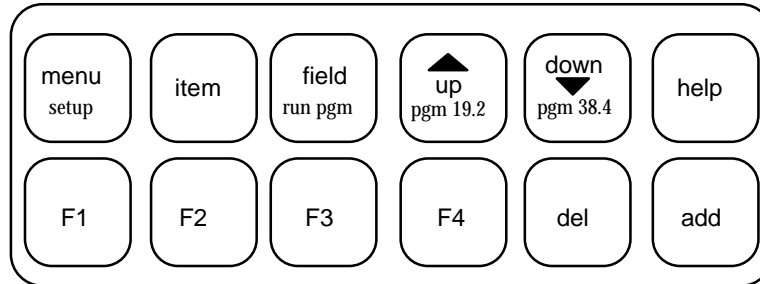 menu
setup
item
field
run pgm
up
pgm 19.2
down
pgm 38.4
help
F1
F2
F3
F4
del
add